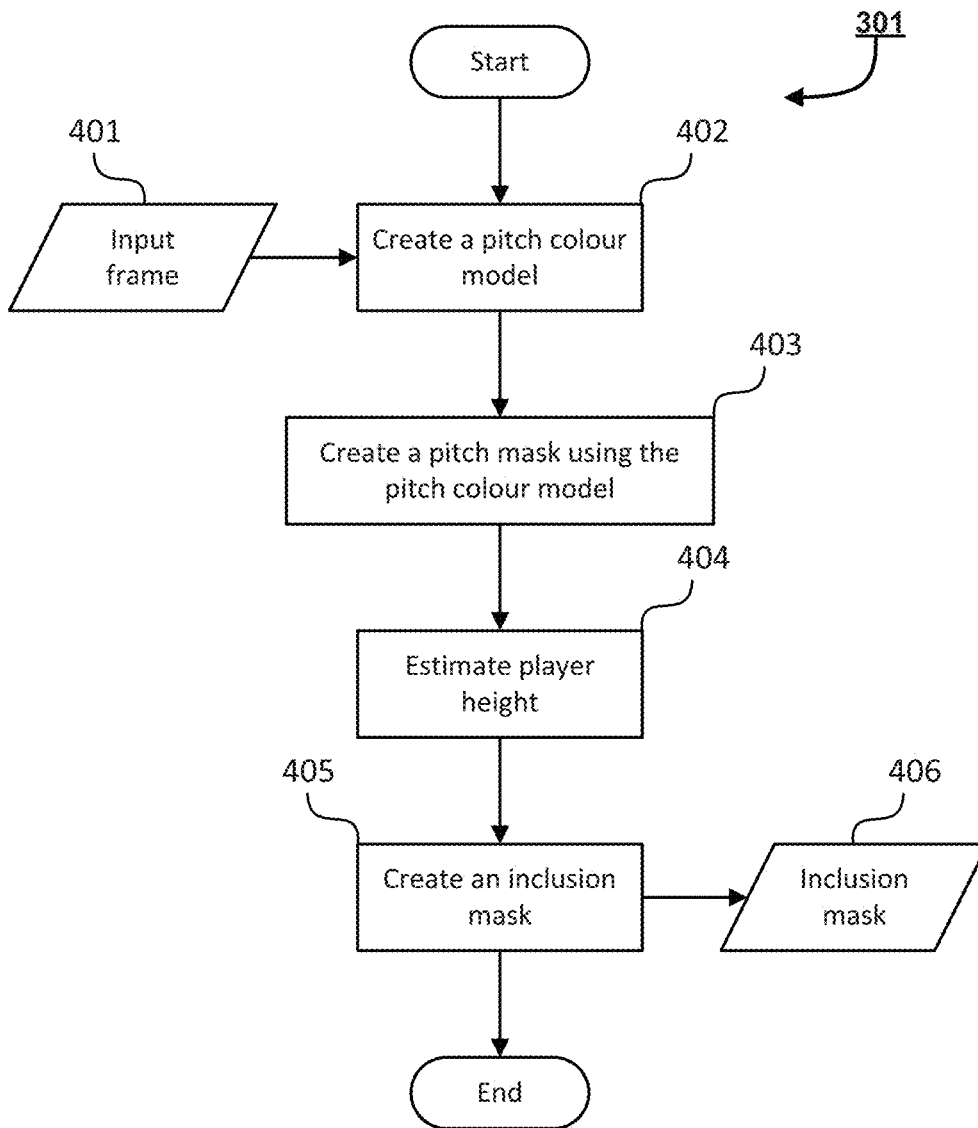 301
Start
401
402
Input
frame
Create a pitch colour
model
403
Create a pitch mask using the
pitch colour model
404
Estimate player
height
405
406
Create an inclusion
mask
Inclusion
mask
End